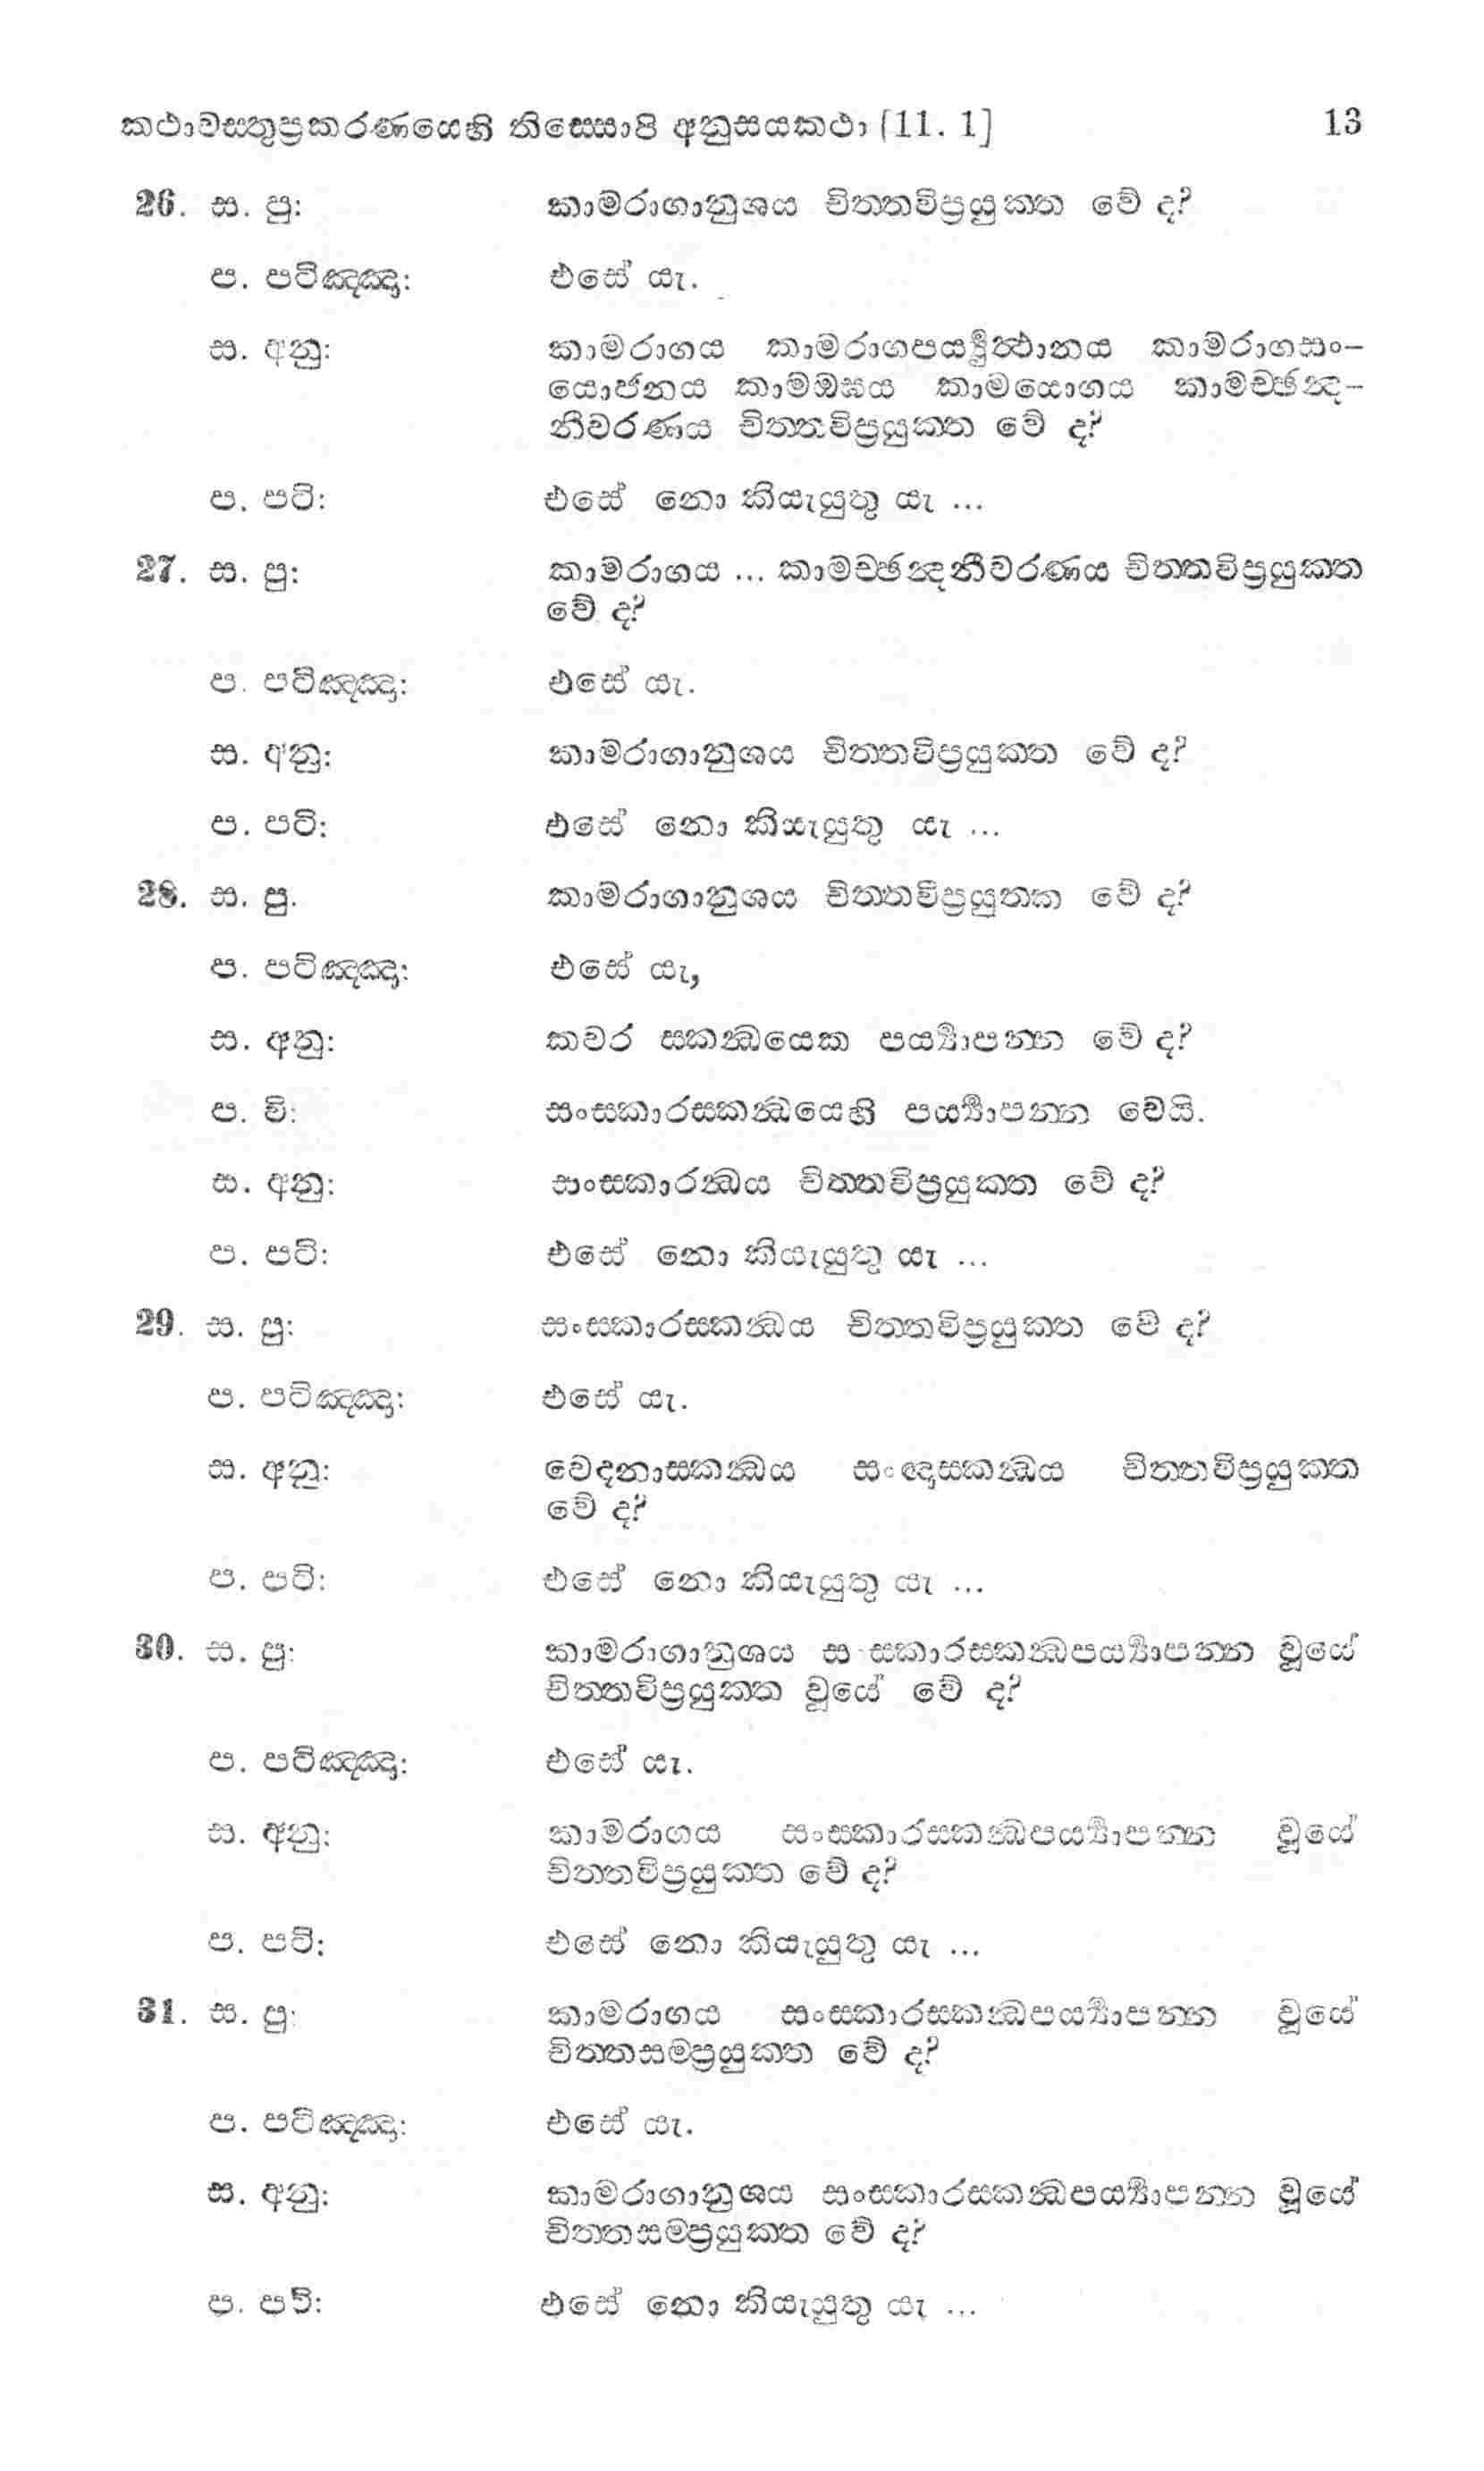 කථාවස්තුප්‍රකරණයෙහි තිස්සොපි අනුසයකථා [11. 1] 13
26. ස. පු: කාමරාගානුශය චිත්තවිප්‍රයුක්ත වේ ද?
ප. පටිඤ්ඤා: එසේ යැ.
ස. අනු: කාමරාගය කාමරාගපර්‍ය්‍යුත්ථානය කාමරාගසං-
යොජනය කාමඔඝය කාමයොගය කාමච්ඡන්ද-
නීවරණය චිත්තවිප්‍රයුක්ත වේ ද?
ප. පටි: එසේ නො කියැයුතු යැ ...
27. ස. පු: කාමරාගය ... කාමච්ඡන්දනීවරණය චිත්තවිප්‍රයුක්ත
වේ ද?
ප. පටිඤ්ඤා: එසේ යැ.
ස. අනු: කාමරාගානුශය චිත්තවිප්‍රයුක්ත වේ ද?
ප. පටි: එසේ නො කියැයුතු යැ ...
28. ස. පු. කාමරාගානුශය චිත්තවිප්‍රයුත්ක වේ ද?
ප. පටිඤ්ඤා: එසේ යැ,
ස. අනු: කවර ස්කන්ධයෙක පර්‍ය්‍යාපන්න වේ ද?
ප. වි: සංස්කාරස්කන්ධයෙහි පර්‍ය්‍යාපන්න වෙයි.
ස. අනු: සංස්කාරන්ධය චිත්තවිප්‍රයුක්ත වේ ද?
ප. පටි: එසේ නො කියැයුතු යැ ...
29. ස. පු: සංස්කාරස්කන්ධය චිත්තවිප්‍රයුක්ත වේ ද?
ප. පටිඤ්ඤා: එසේ යැ.
ස. අනු: වෙදනාස්කන්ධය සංඥාස්කන්ධය චිත්තවිප්‍රයුක්ත
වේ ද?
ප. පටි: එසේ නො කියැයුතු යැ ...
30. ස. පු: කාමරාගානුශය ස ස්කාරස්කන්ධපර්‍ය්‍යාපන්න වූයේ
චිත්තවිප්‍රයුක්ත වූයේ වේ ද?
ප. පටිඤ්ඤා: එසේ යැ.
ස. අනු: කාමරාගය සංස්කාරස්කන්ධපර්‍ය්‍යාපන්න වූයේ
චිත්තවිප්‍රයුක්ත වේ ද?
ප. පටි: එසේ නො කියැයුතු යැ ...
31. ස. පු: කාමරාගය සංස්කාරස්කන්ධපර්‍ය්‍යාපන්න වූයේ
චිත්තසම්ප්‍රයුක්ත වේ ද?
ප. පටිඤ්ඤා: එසේ යැ.
ස. අනු: කාමරාගානුශය සංස්කාරස්කන්ධපර්‍ය්‍යාපන්න වූයේ
චිත්තසම්ප්‍රයුක්ත වේ ද?
ප. පටි: එසේ නො කියැයුතු යැ ...